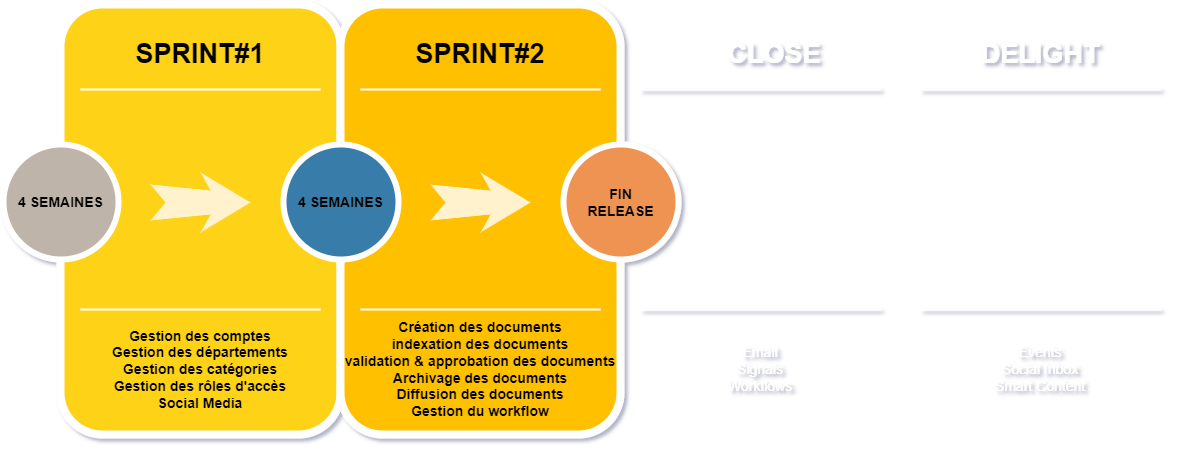 SPRINT#1
SPRINT#2
CLOSE
DELIGHT
4 SEMAINES
4 SEMAINES
FIN
RELEASE
Gestion des comptes
Gestion des départements
Gestion des catégories
Gestion des rôles d'accès
Social Media
Création des documents
indexation des documents
validation & approbation des documents
Archivage des documents
Diffusion des documents
Gestion du workflow
Email
Signals
Workflows
Events
Social Inbox
Smart Content